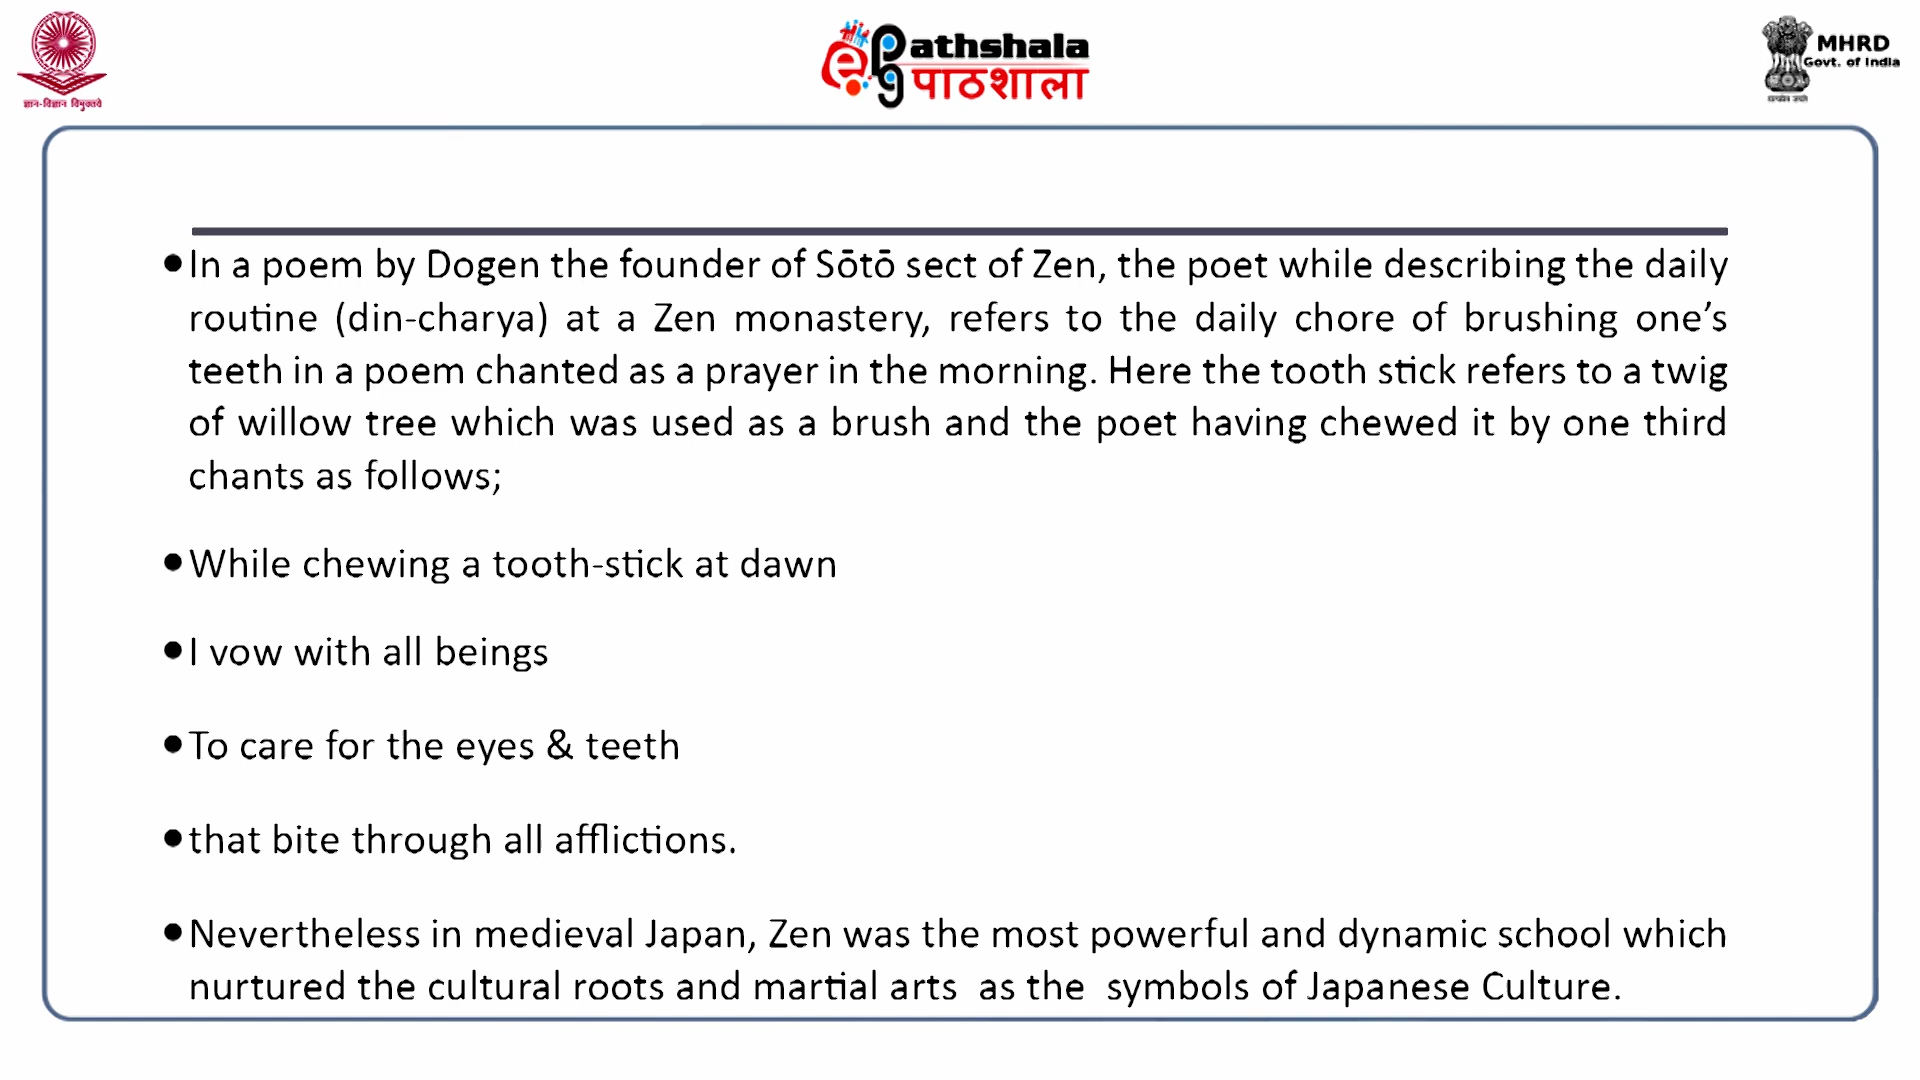 ज्ञान-विज्ञान विमुक्तये
ePG Pathshala
पाठशाला
MHRD
Govt. of India
•In a poem by Dogen the founder of Sōtō sect of Zen, the poet while describing the daily
routine (din-charya) at a Zen monastery, refers to the daily chore of brushing one's
teeth in a poem chanted as a prayer in the morning. Here the tooth stick refers to a twig
of willow tree which was used as a brush and the poet having chewed it by one third
chants as follows;
•While chewing a tooth-stick at dawn
•I vow with all beings
•To care for the eyes & teeth
•that bite through all afflictions.
•Nevertheless in medieval Japan, Zen was the most powerful and dynamic school which
nurtured the cultural roots and martial arts as the symbols of Japanese Culture.